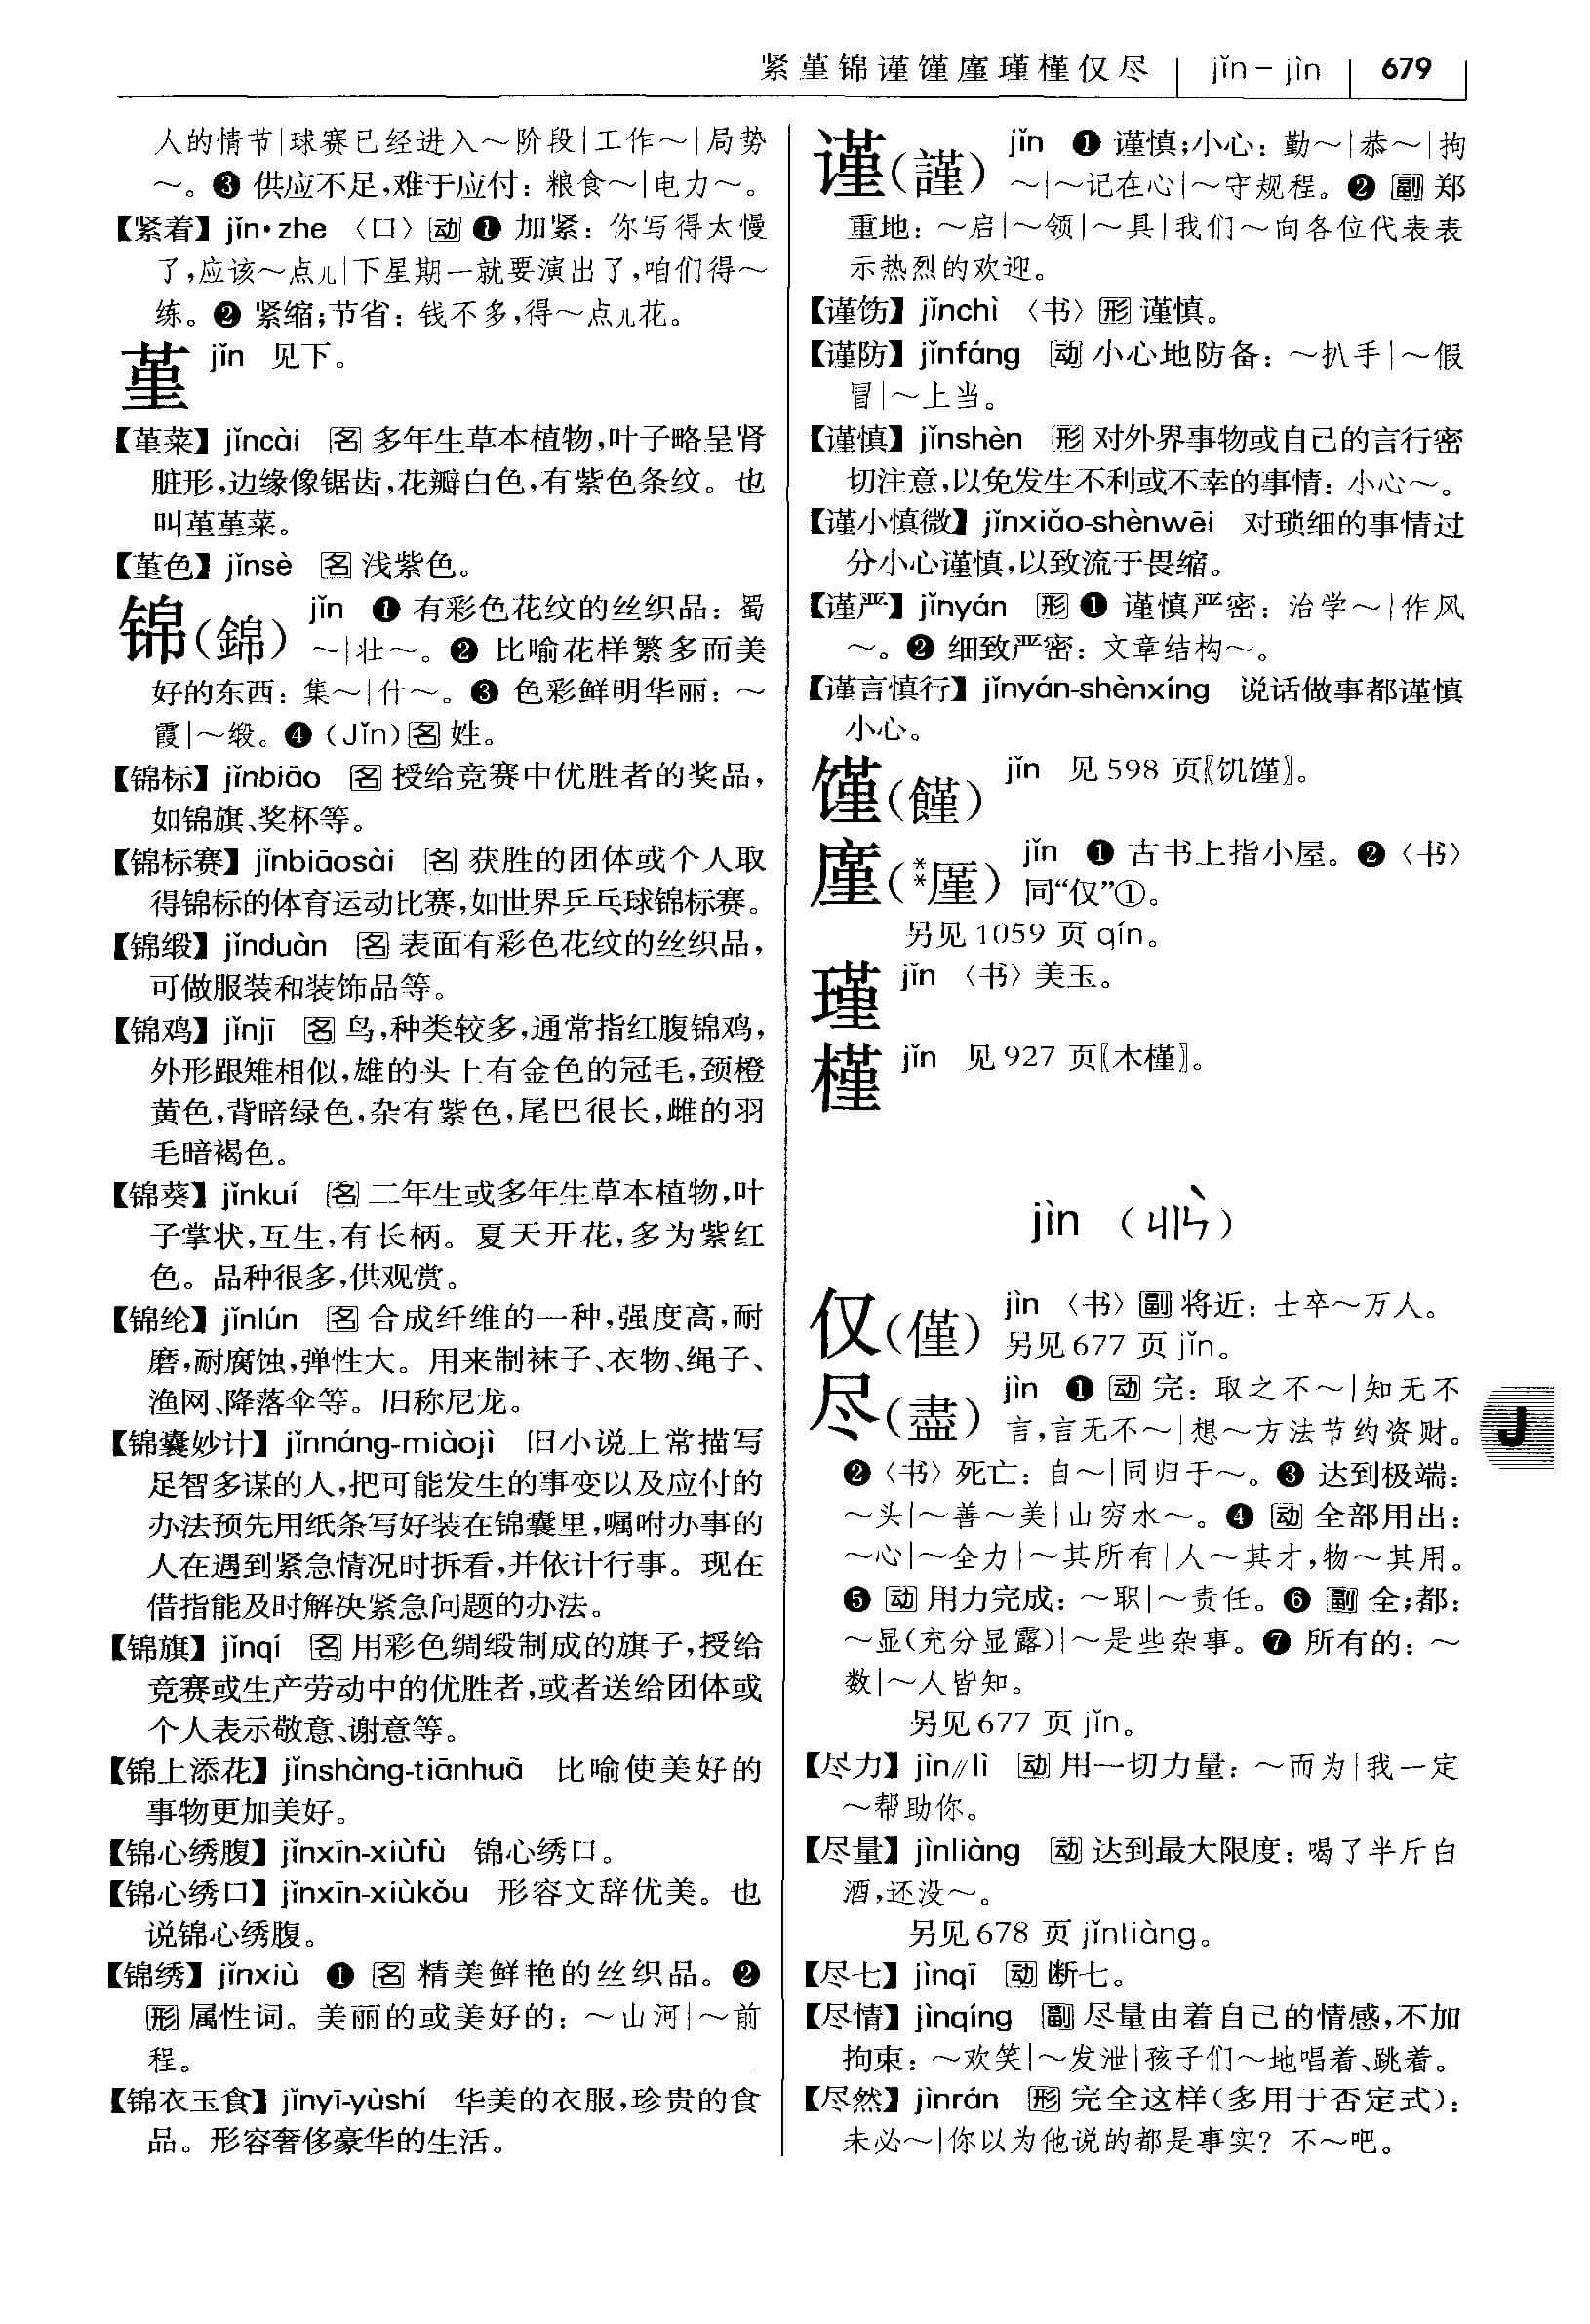 紧堇锦谨馑廑瑾槿仅尽 jǐn – jìn 679
人的情节|球赛已经进入～阶段|工作～|局势
～。❸ 供应不足,难于应付：粮食～|电力～。
【紧着】jǐn·zhe 〈口〉动 ❶ 加紧：你写得太慢
了,应该～点儿|下星期一就要演出了,咱们得～
练。❷ 紧缩;节省：钱不多,得～点儿花。
堇 jǐn 见下。
【堇菜】jǐncài 名 多年生草本植物,叶子略呈肾
脏形,边缘像锯齿,花瓣白色,有紫色条纹。也
叫堇堇菜。
【堇色】jǐnsè 名 浅紫色。
锦(錦) jǐn ❶ 有彩色花纹的丝织品：蜀
～|壮～。❷ 比喻花样繁多而美
好的东西：集～|什～。❸ 色彩鲜明华丽：～
霞|～缎。❹ (Jǐn)名 姓。
【锦标】jǐnbiāo 名 授给竞赛中优胜者的奖品,
如锦旗、奖杯等。
【锦标赛】jǐnbiāosài 名 获胜的团体或个人取
得锦标的体育运动比赛,如世界乒乓球锦标赛。
【锦缎】jǐnduàn 名 表面有彩色花纹的丝织品,
可做服装和装饰品等。
【锦鸡】jǐnjī 名 鸟,种类较多,通常指红腹锦鸡,
外形跟雉相似,雄的头上有金色的冠毛,颈橙
黄色,背暗绿色,杂有紫色,尾巴很长,雌的羽
毛暗褐色。
【锦葵】jǐnkuí 名 二年生或多年生草本植物,叶
子掌状,互生,有长柄。夏天开花,多为紫红
色。品种很多,供观赏。
【锦纶】jǐnlún 名 合成纤维的一种,强度高,耐
磨,耐腐蚀,弹性大。用来制袜子、衣物、绳子、
渔网、降落伞等。旧称尼龙。
【锦囊妙计】jǐnnáng-miàojì 旧小说上常描写
足智多谋的人,把可能发生的事变以及应付的
办法预先用纸条写好装在锦囊里,嘱咐办事的
人在遇到紧急情况时拆看,并依计行事。现在
借指能及时解决紧急问题的办法。
【锦旗】jǐnqí 名 用彩色绸缎制成的旗子,授给
竞赛或生产劳动中的优胜者,或者送给团体或
个人表示敬意、谢意等。
【锦上添花】jǐnshàng-tiānhuā 比喻使美好的
事物更加美好。
【锦心绣腹】jǐnxīn-xiùfù 锦心绣口。
【锦心绣口】jǐnxīn-xiùkǒu 形容文辞优美。也
说锦心绣腹。
【锦绣】jǐnxiù ❶ 名 精美鲜艳的丝织品。❷
形 属性词。美丽的或美好的：～山河|～前
程。
【锦衣玉食】jǐnyī-yùshí 华美的衣服,珍贵的食
品。形容奢侈豪华的生活。
谨(謹) jǐn ❶ 谨慎;小心：勤～|恭～|拘
～|～记在心|～守规程。❷ 副 郑
重地：～启|～领|～具|我们～向各位代表表
示热烈的欢迎。
【谨饬】jǐnchì 〈书〉形 谨慎。
【谨防】jǐnfáng 动 小心地防备：～扒手|～假
冒|～上当。
【谨慎】jǐnshèn 形 对外界事物或自己的言行密
切注意,以免发生不利或不幸的事情：小心～。
【谨小慎微】jǐnxiǎo-shènwēi 对琐细的事情过
分小心谨慎,以致流于畏缩。
【谨严】jǐnyán 形 ❶ 谨慎严密：治学～|作风
～。❷ 细致严密：文章结构～。
【谨言慎行】jǐnyán-shènxíng 说话做事都谨慎
小心。
馑(饉) jǐn 见 598 页〖饥馑〗。
廑(**厪) jǐn ❶ 古书上指小屋。❷〈书〉
同“仅”①。
另见 1059 页 qín。
瑾 jǐn 〈书〉美玉。
槿 jǐn 见 927 页〖木槿〗。
jìn (ㄐㄧㄣˋ)
仅(僅) jìn 〈书〉副 将近：士卒～万人。
另见 677 页 jǐn。
尽(盡) jìn ❶ 动 完：取之不～|知无不
言,言无不～|想～方法节约资财。
❷〈书〉死亡：自～|同归于～。❸ 达到极端：
～头|～善～美|山穷水～。❹ 动 全部用出：
～心|～全力|～其所有|人～其才,物～其用。
❺ 动 用力完成：～职|～责任。❻ 副 全;都：
～显(充分显露)|～是些杂事。❼ 所有的：～
数|～人皆知。
另见 677 页 jǐn。
【尽力】jìn∥lì 动 用一切力量：～而为|我一定
～帮助你。
【尽量】jìnliàng 动 达到最大限度：喝了半斤白
酒,还没～。
另见 678 页 jǐnliàng。
【尽七】jìnqī 动 断七。
【尽情】jìnqíng 副 尽量由着自己的情感,不加
拘束：～欢笑|～发泄|孩子们～地唱着、跳着。
【尽然】jìnrán 形 完全这样(多用于否定式)：
未必～|你以为他说的都是事实？不～吧。
J